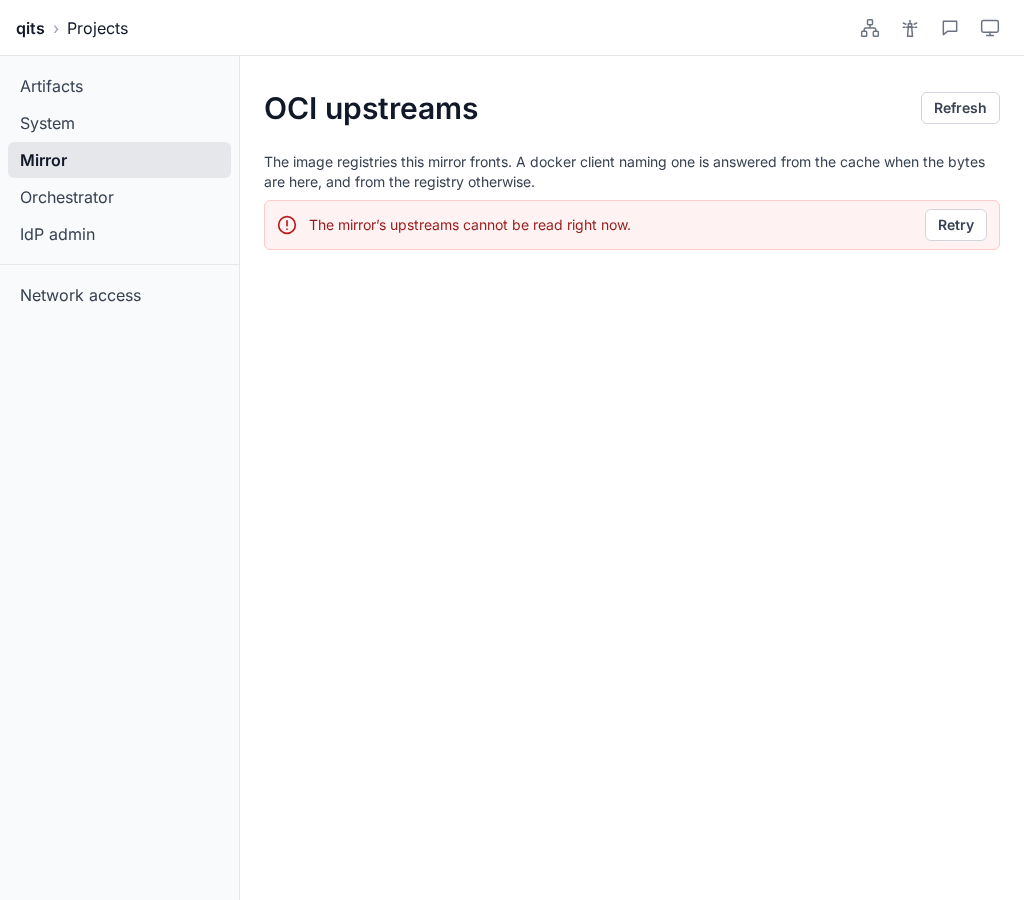 qits › Projects
Artifacts
System
Mirror
Orchestrator
IdP admin
Network access
OCI upstreams
Refresh
The image registries this mirror fronts. A docker client naming one is answered from the cache when the bytes
are here, and from the registry otherwise.
The mirror’s upstreams cannot be read right now.
Retry